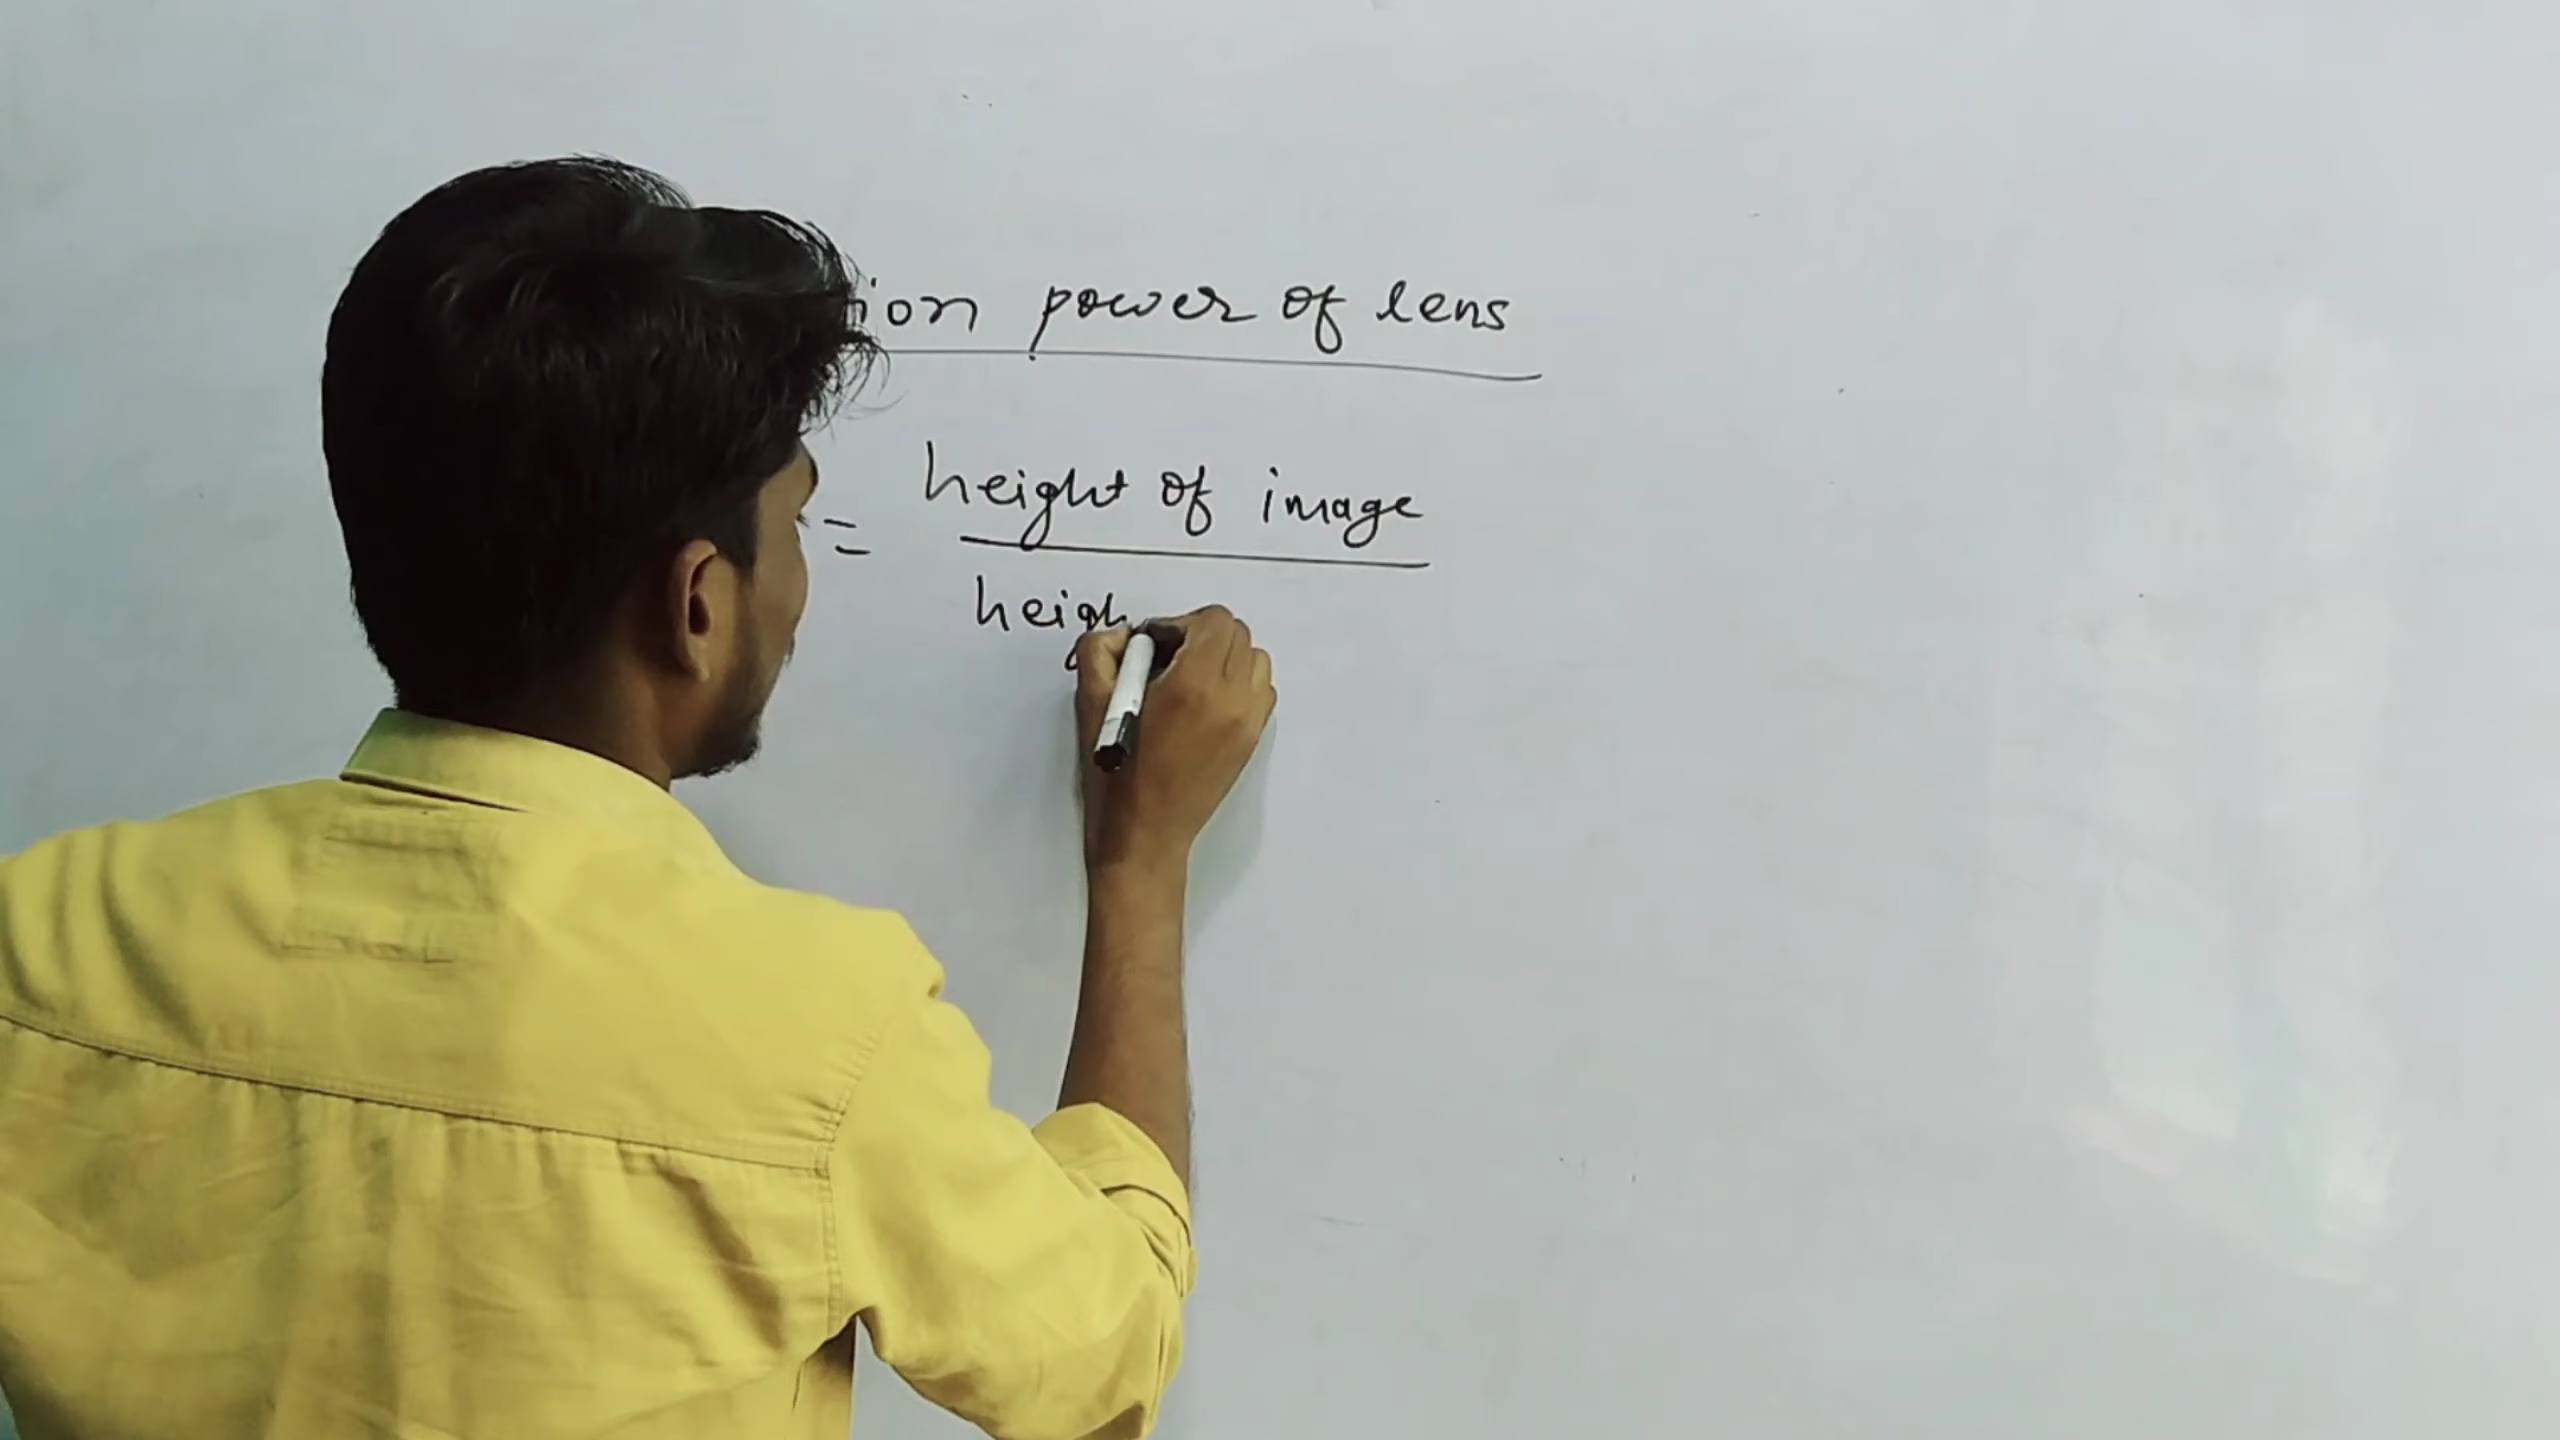 ion power of lens
= height of image
heigh